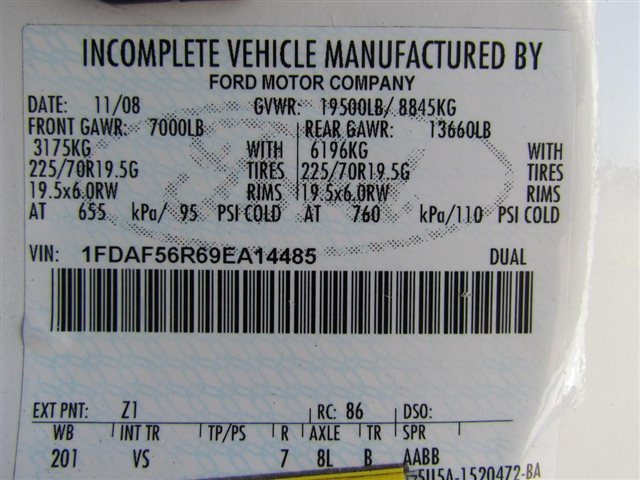 INCOMPLETE VEHICLE MANUFACTURED BY
FORD MOTOR COMPANY
DATE: 11/08 GVWR: 19500LB/ 8845KG
FRONT GAWR: 7000LB REAR GAWR: 13660LB
3175KG WITH 6196KG WITH
225/70R19.5G TIRES 225/70R19.5G TIRES
19.5x6.0RW RIMS 19.5x6.0RW RIMS
AT 655 kPa/ 95 PSI COLD AT 760 kPa/110 PSI COLD
VIN: 1FDAF56R69EA14485 DUAL
EXT PNT: Z1 RC: 86 DSO:
WB INT TR TP/PS R AXLE TR SPR
201 VS 7 8L B AABB
5U5A-1520472-BA